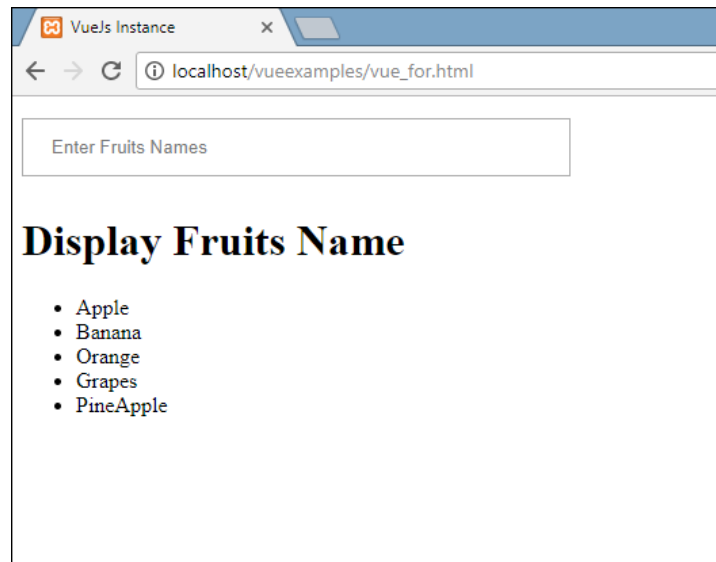 VueJs Instance
localhost/vueexamples/vue_for.html
Enter Fruits Names
Display Fruits Name
Apple
Banana
Orange
Grapes
PineApple